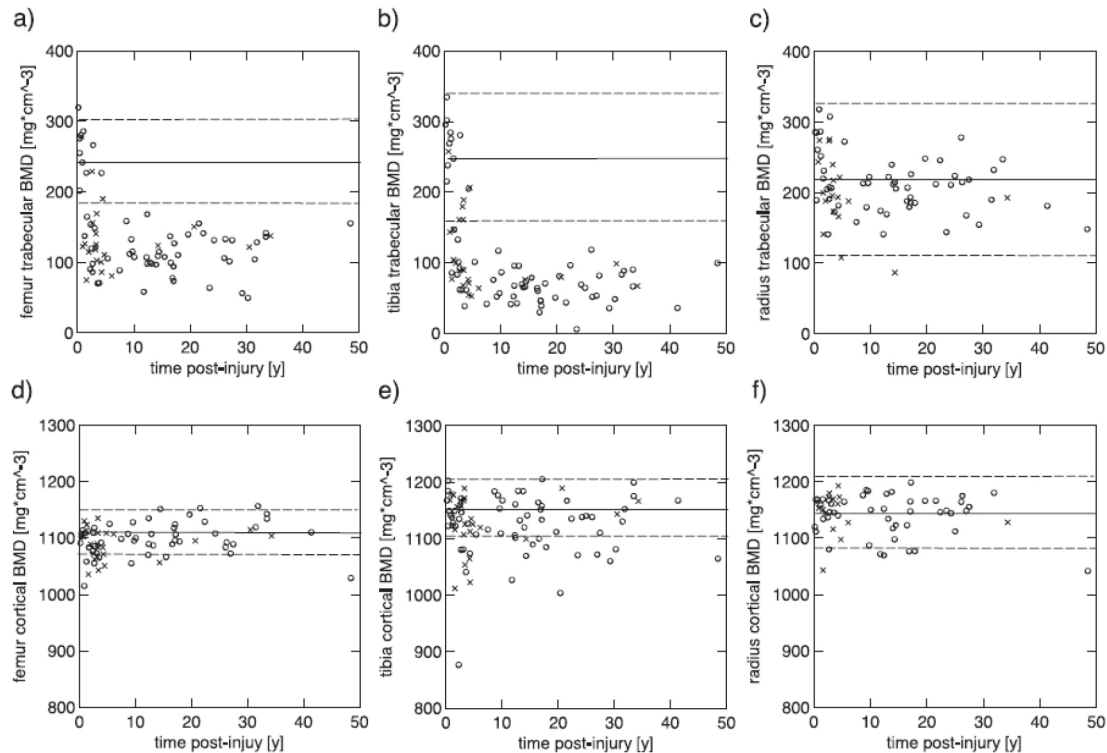 a)
femur trabecular BMD [mg*cm^-3]
400
300
200
100
0
0 10 20 30 40 50
time post-injury [y]
b)
tibia trabecular BMD [mg*cm^-3]
400
300
200
100
0
0 10 20 30 40 50
time post-injury [y]
c)
radius trabecular BMD [mg*cm^-3]
400
300
200
100
0
0 10 20 30 40 50
time post-injury [y]
d)
femur cortical BMD [mg*cm^-3]
1300
1200
1100
1000
900
800
0 10 20 30 40 50
time post-injuy [y]
e)
tibia cortical BMD [mg*cm^-3]
1300
1200
1100
1000
900
800
0 10 20 30 40 50
time post-injury [y]
f)
radius cortical BMD [mg*cm^-3]
1300
1200
1100
1000
900
800
0 10 20 30 40 50
time post-injury [y]